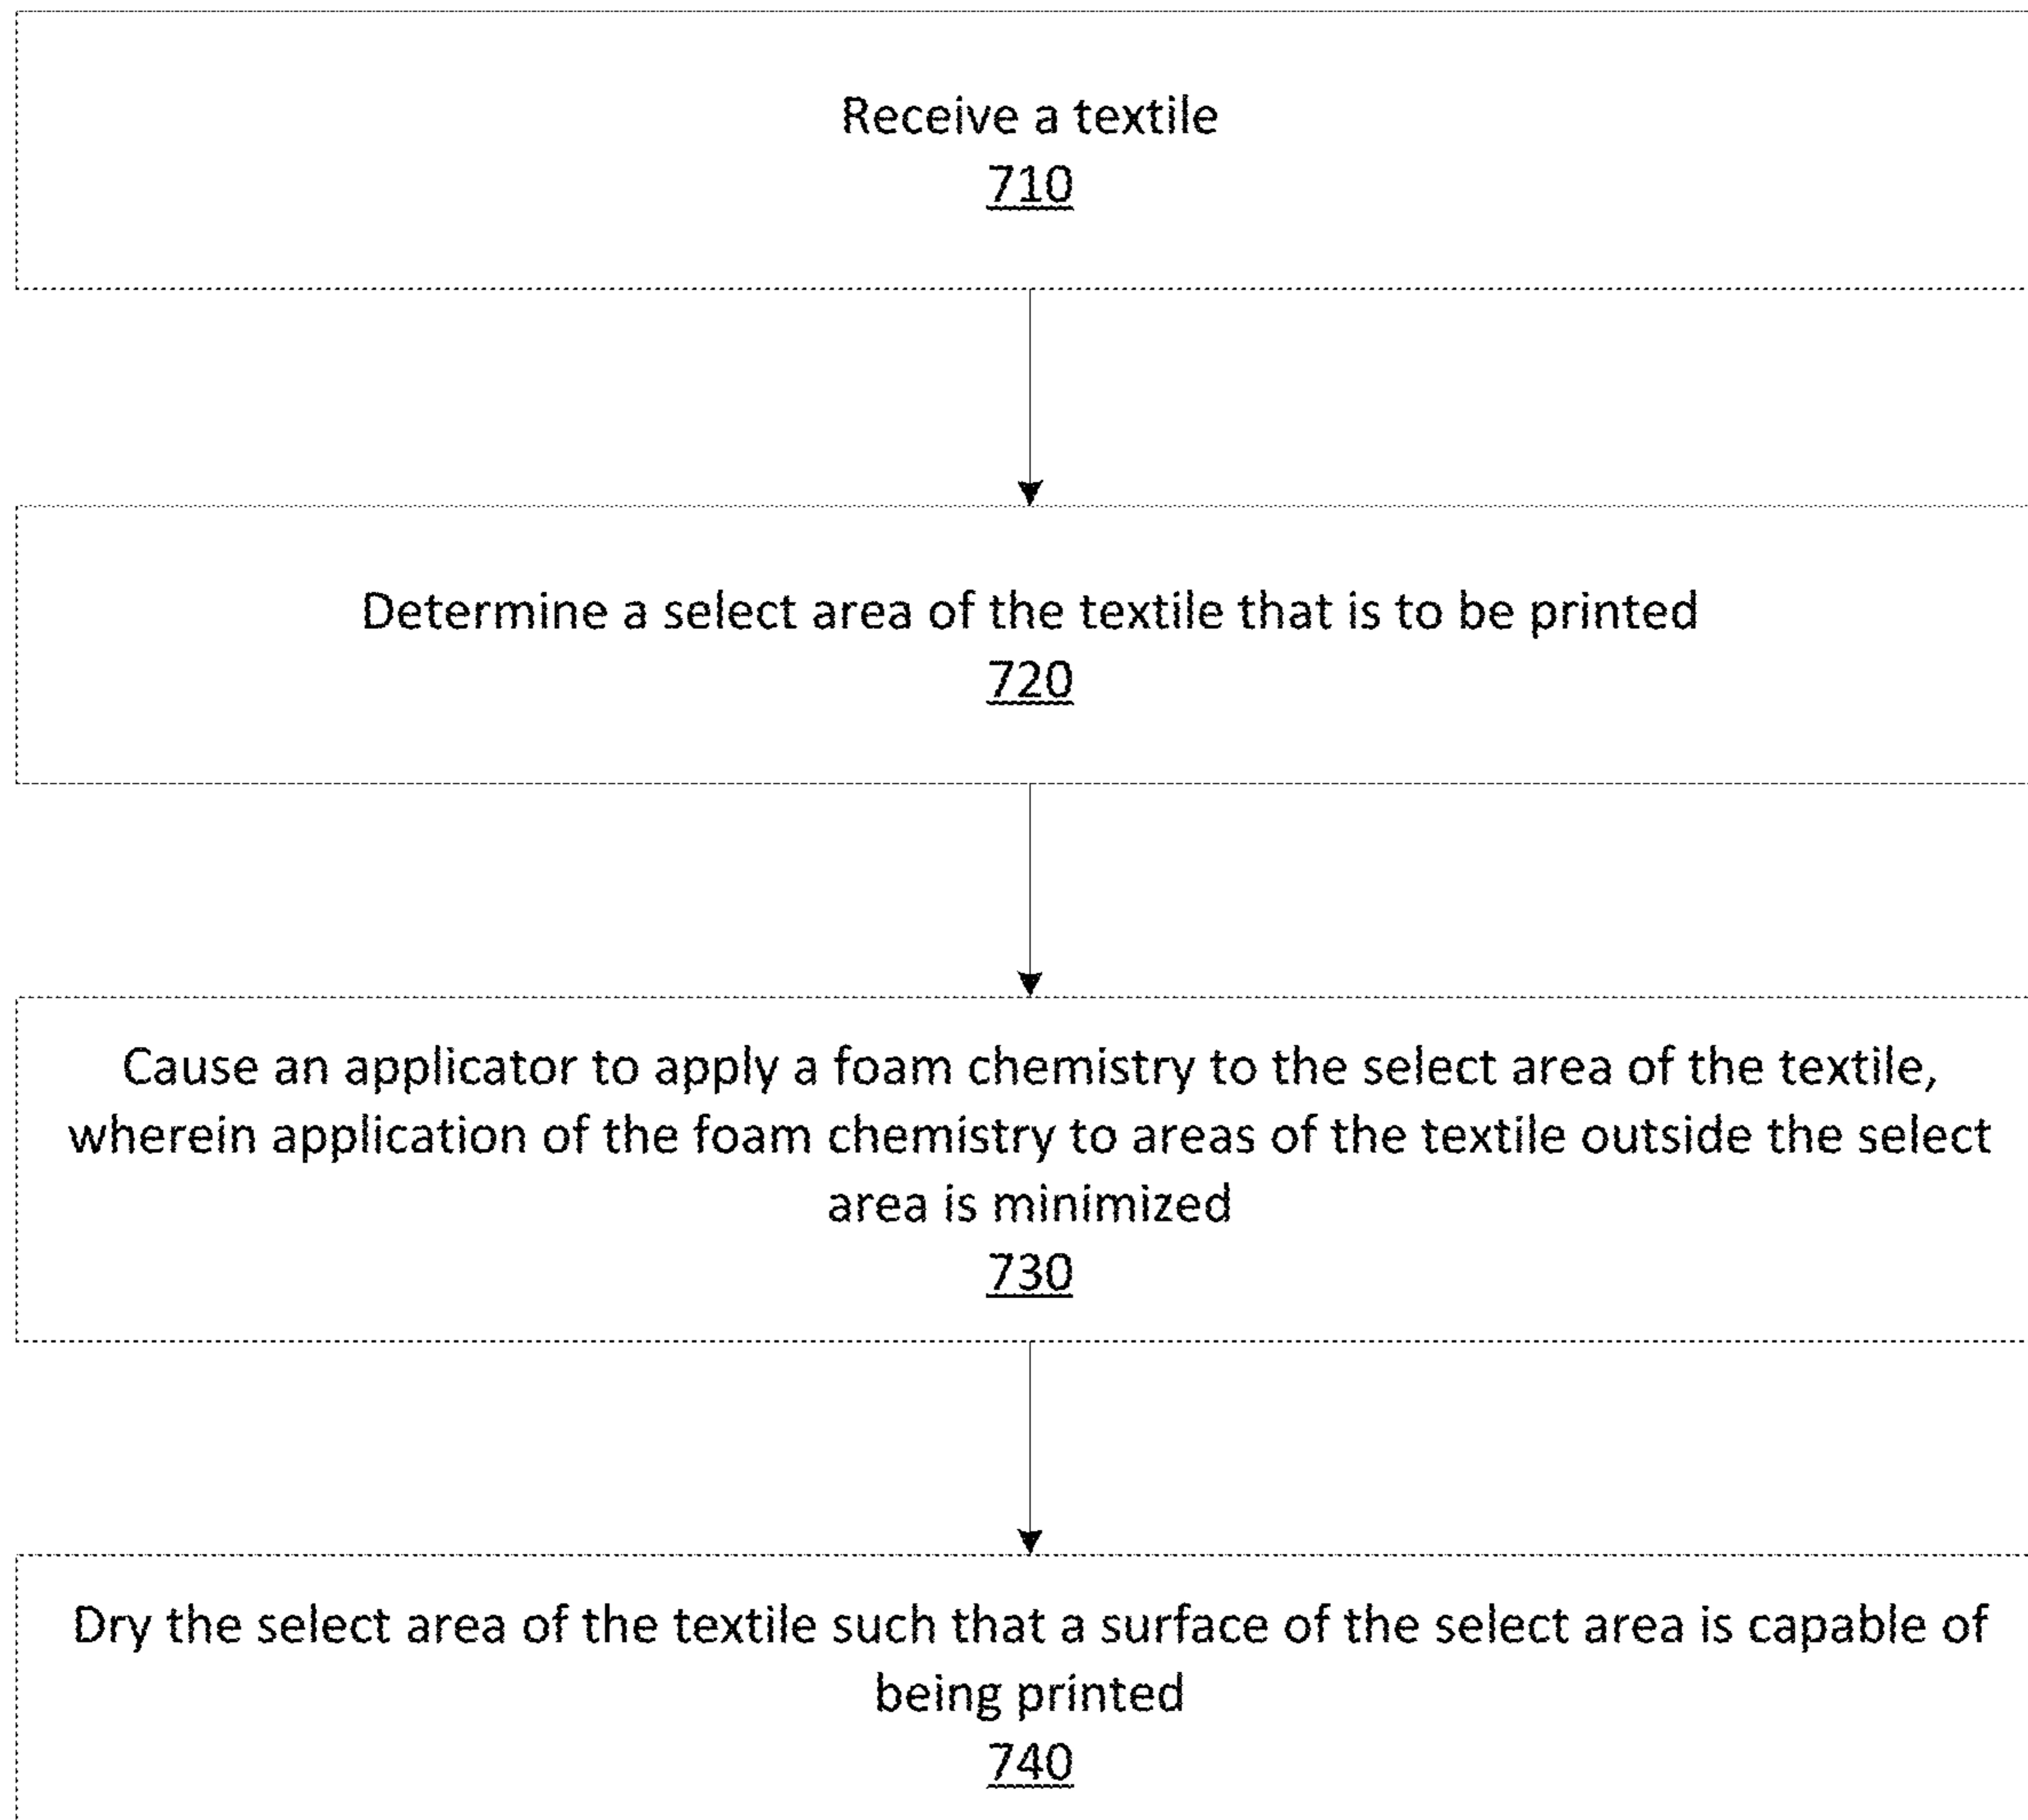 Receive a textile
710
Determine a select area of the textile that is to be printed
720
Cause an applicator to apply a foam chemistry to the select area of the textile,
wherein application of the foam chemistry to areas of the textile outside the select
area is minimized
730
Dry the select area of the textile such that a surface of the select area is capable of
being printed
740